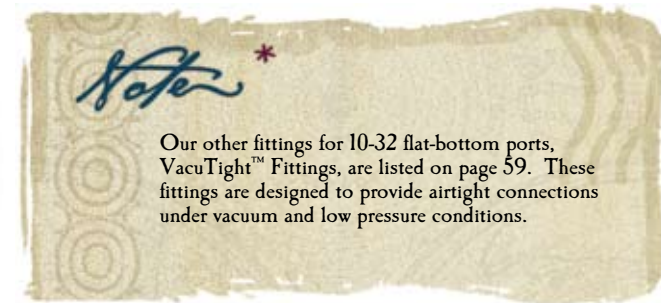 Note *
Our other fittings for 10-32 flat-bottom ports,
VacuTight™ Fittings, are listed on page 59. These
fittings are designed to provide airtight connections
under vacuum and low pressure conditions.